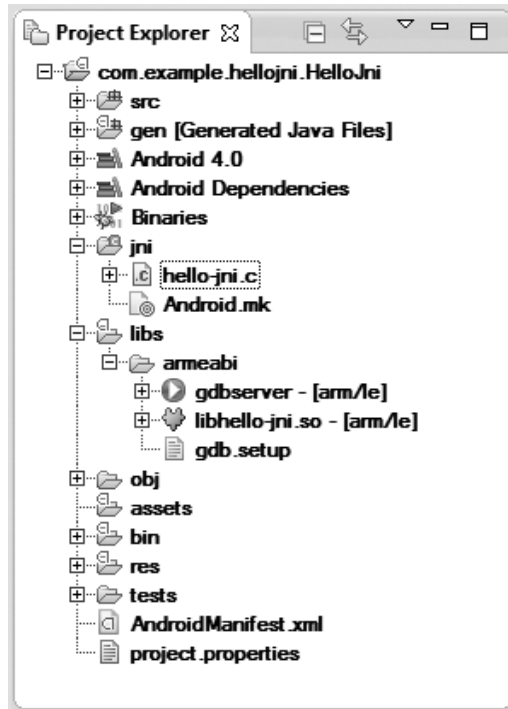 Project Explorer
com.example.hellojni.HelloJni
src
gen [Generated Java Files]
Android 4.0
Android Dependencies
Binaries
jni
hello-jni.c
Android.mk
libs
armeabi
gdbserver - [arm/le]
libhello-jni.so - [arm/le]
gdb.setup
obj
assets
bin
res
tests
AndroidManifest.xml
project.properties